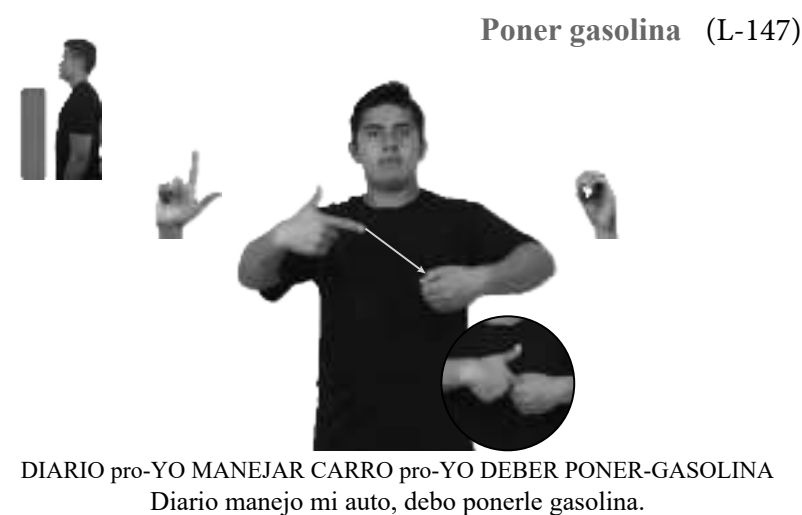 Poner gasolina (L-147)
DIARIO pro-YO MANEJAR CARRO pro-YO DEBER PONER-GASOLINA
Diario manejo mi auto, debo ponerle gasolina.